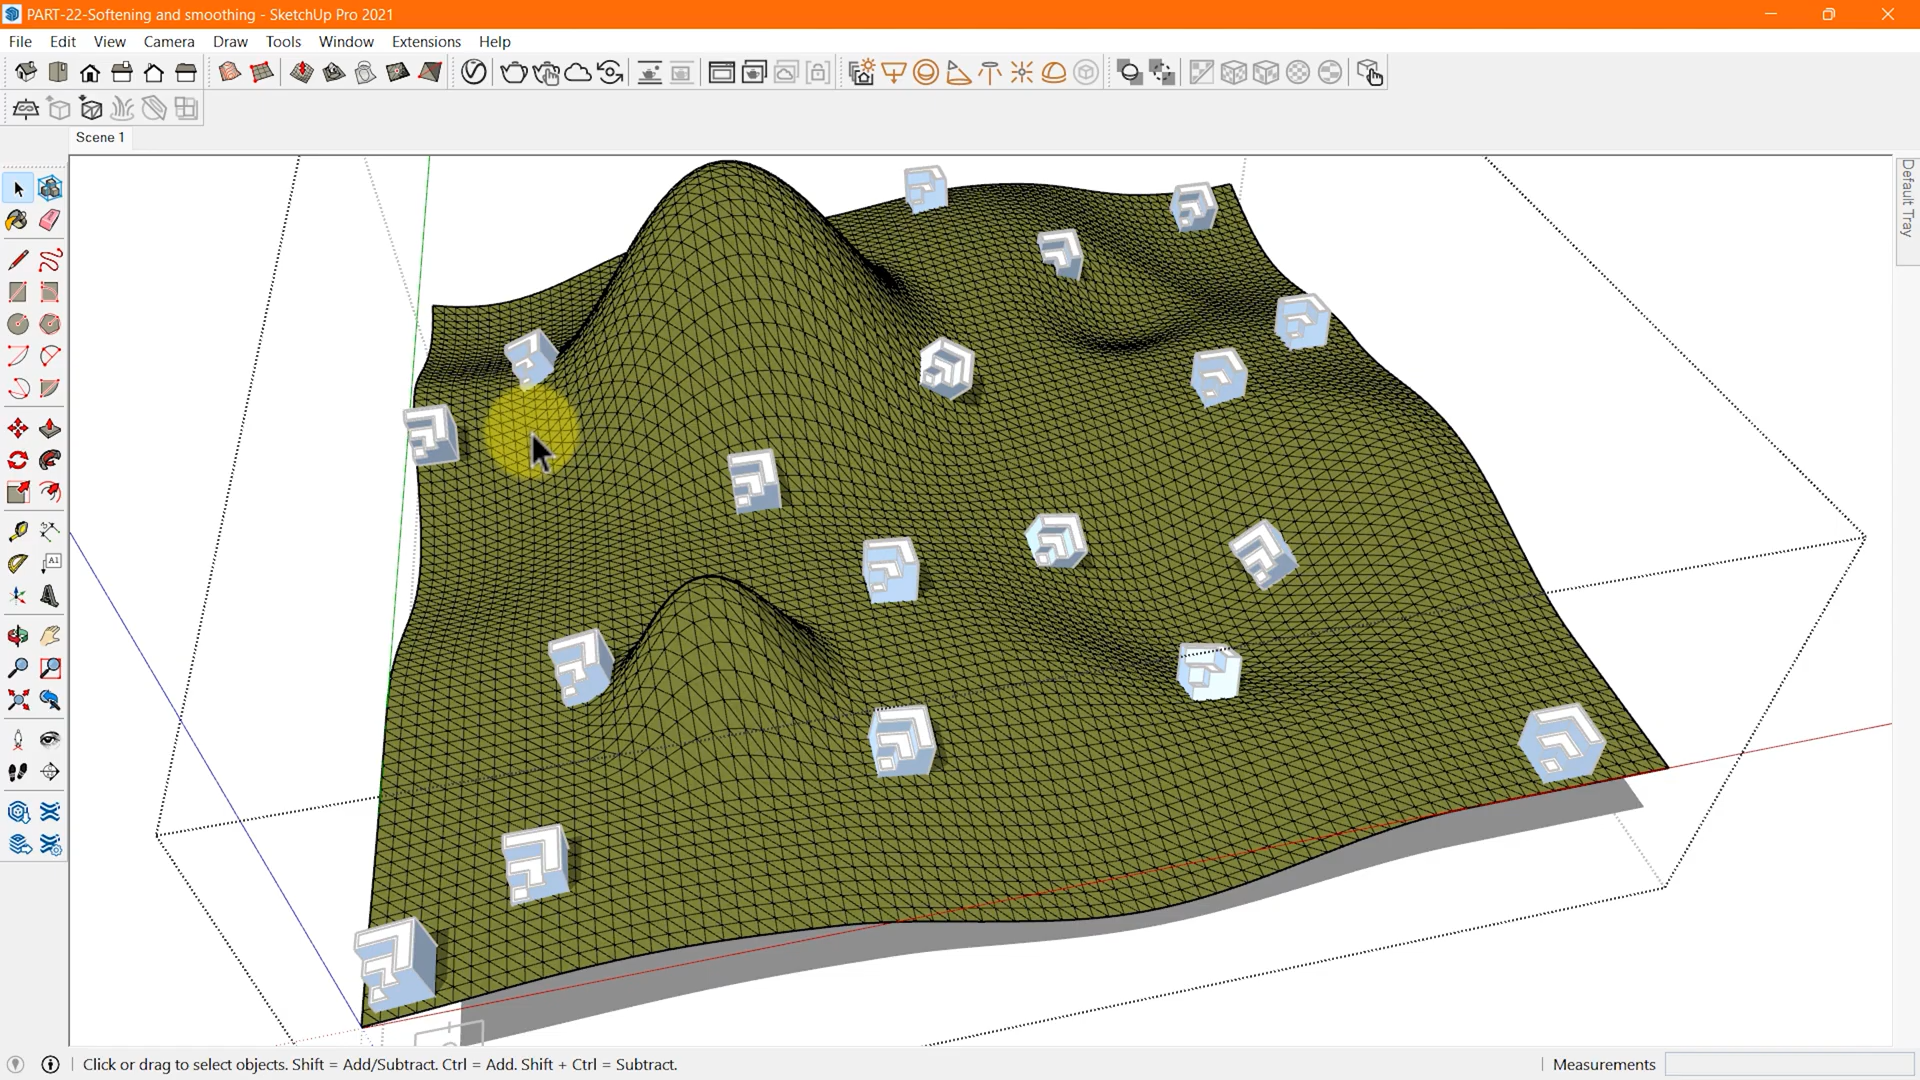 PART-22-Softening and smoothing - SketchUp Pro 2021
File Edit View Camera Draw Tools Window Extensions Help
Scene 1
Default Tray
A1
Click or drag to select objects. Shift = Add/Subtract. Ctrl = Add. Shift + Ctrl = Subtract.
Measurements